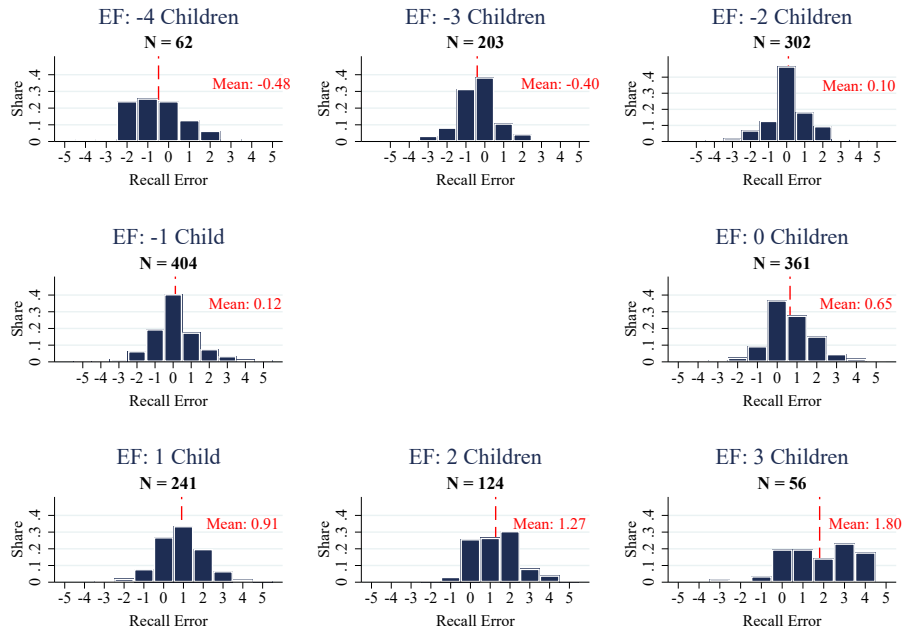 EF: -4 Children
N = 62
Mean: -0.48
Share
0 .1 .2 .3 .4
-5 -4 -3 -2 -1 0 1 2 3 4 5
Recall Error
EF: -3 Children
N = 203
Mean: -0.40
Share
0 .1 .2 .3 .4
-5 -4 -3 -2 -1 0 1 2 3 4 5
Recall Error
EF: -2 Children
N = 302
Mean: 0.10
Share
0 .1 .2 .3 .4
-5 -4 -3 -2 -1 0 1 2 3 4 5
Recall Error
EF: -1 Child
N = 404
Mean: 0.12
Share
0 .1 .2 .3 .4
-5 -4 -3 -2 -1 0 1 2 3 4 5
Recall Error
EF: 0 Children
N = 361
Mean: 0.65
Share
0 .1 .2 .3 .4
-5 -4 -3 -2 -1 0 1 2 3 4 5
Recall Error
EF: 1 Child
N = 241
Mean: 0.91
Share
0 .1 .2 .3 .4
-5 -4 -3 -2 -1 0 1 2 3 4 5
Recall Error
EF: 2 Children
N = 124
Mean: 1.27
Share
0 .1 .2 .3 .4
-5 -4 -3 -2 -1 0 1 2 3 4 5
Recall Error
EF: 3 Children
N = 56
Mean: 1.80
Share
0 .1 .2 .3 .4
-5 -4 -3 -2 -1 0 1 2 3 4 5
Recall Error